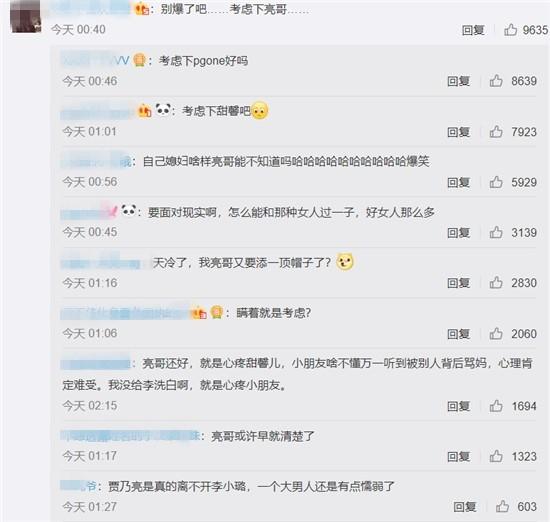 ：别爆了吧……考虑下亮哥……
今天 00:40 回复 9635
：考虑下pgone好吗
今天 00:46 回复 8639
：考虑下甜馨吧
今天 01:01 回复 7923
：自己媳妇啥样亮哥能不知道吗哈哈哈哈哈哈哈哈哈哈爆笑
今天 00:56 回复 5929
：要面对现实啊，怎么能和那种女人过一子，好女人那么多
今天 00:45 回复 3139
天冷了，我亮哥又要添一顶帽子了？
今天 01:16 回复 2830
：瞒着就是考虑？
今天 01:06 回复 2060
：亮哥还好，就是心疼甜馨儿，小朋友啥不懂万一听到被别人背后骂妈，心理肯
定难受。我没给李洗白啊，就是心疼小朋友。
今天 02:15 回复 1694
：亮哥或许早就清楚了
今天 01:17 回复 1323
：贾乃亮是真的离不开李小璐，一个大男人还是有点懦弱了
今天 01:27 回复 603